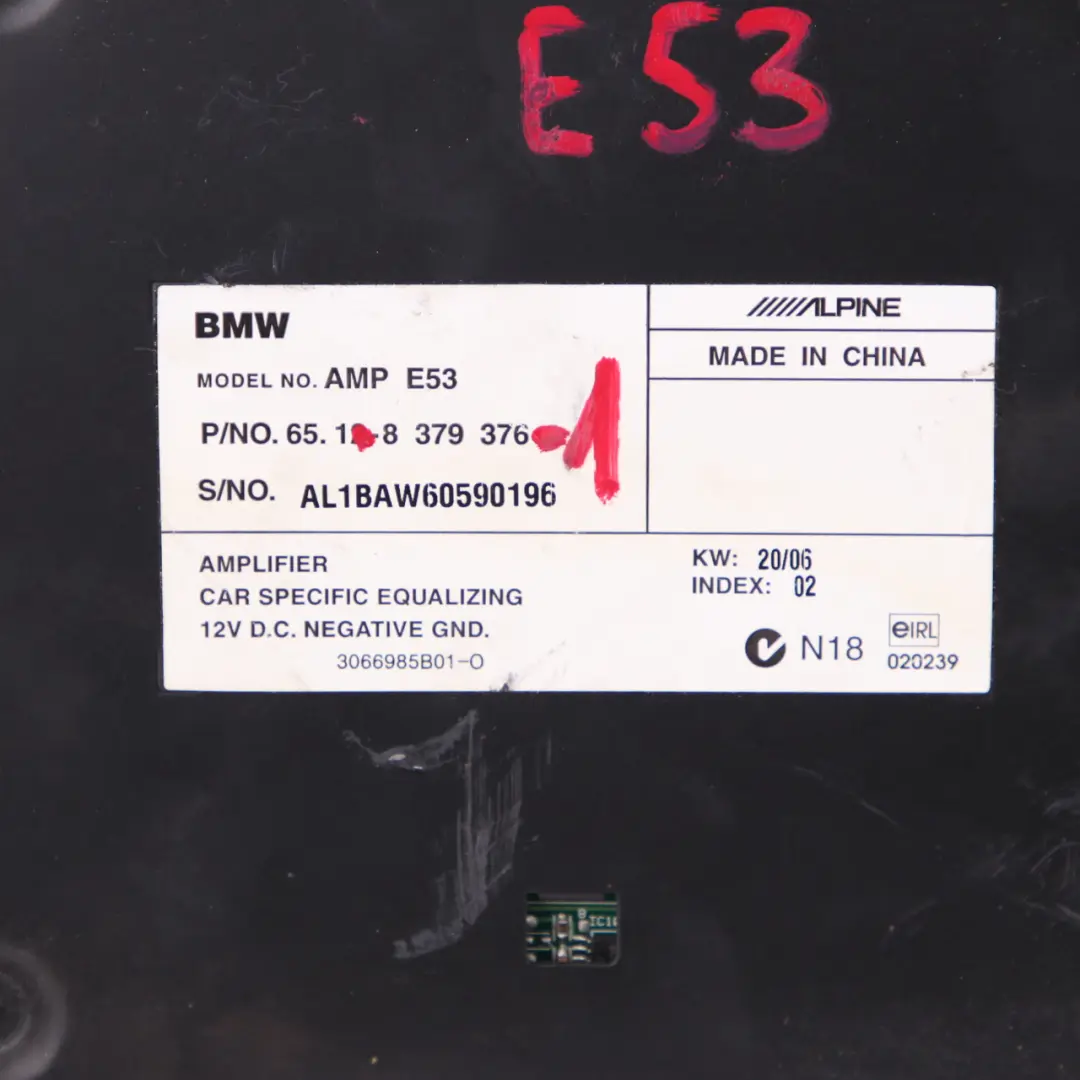 E53
BMW
MODEL NO. AMP E53
P/NO. 65. 12-8 379 376-1
S/NO. AL1BAW60590196
ALPINE
MADE IN CHINA
AMPLIFIER
CAR SPECIFIC EQUALIZING
12V D.C. NEGATIVE GND.
3066985B01-O
KW: 20/06
INDEX: 02
N18
eIRL
020239
8